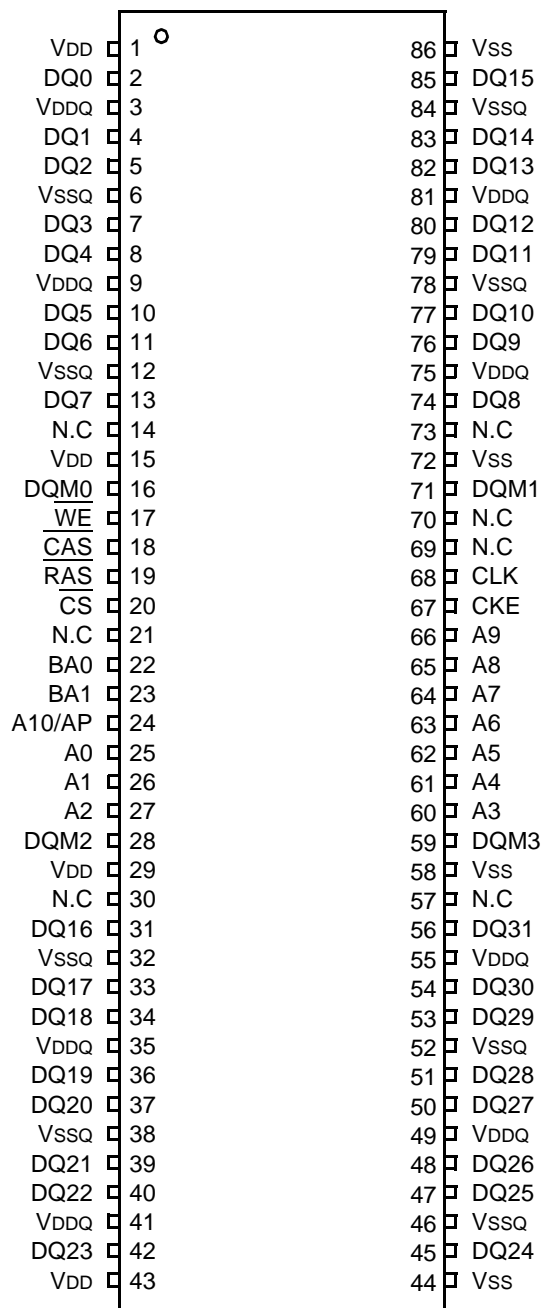 VDD 1 86 VSS
DQ0 2 85 DQ15
VDDQ 3 84 VSSQ
DQ1 4 83 DQ14
DQ2 5 82 DQ13
VSSQ 6 81 VDDQ
DQ3 7 80 DQ12
DQ4 8 79 DQ11
VDDQ 9 78 VSSQ
DQ5 10 77 DQ10
DQ6 11 76 DQ9
VSSQ 12 75 VDDQ
DQ7 13 74 DQ8
N.C 14 73 N.C
VDD 15 72 VSS
DQM0 16 71 DQM1
W̅E̅ 17 70 N.C
C̅A̅S̅ 18 69 N.C
R̅A̅S̅ 19 68 CLK
C̅S̅ 20 67 CKE
N.C 21 66 A9
BA0 22 65 A8
BA1 23 64 A7
A10/AP 24 63 A6
A0 25 62 A5
A1 26 61 A4
A2 27 60 A3
DQM2 28 59 DQM3
VDD 29 58 VSS
N.C 30 57 N.C
DQ16 31 56 DQ31
VSSQ 32 55 VDDQ
DQ17 33 54 DQ30
DQ18 34 53 DQ29
VDDQ 35 52 VSSQ
DQ19 36 51 DQ28
DQ20 37 50 DQ27
VSSQ 38 49 VDDQ
DQ21 39 48 DQ26
DQ22 40 47 DQ25
VDDQ 41 46 VSSQ
DQ23 42 45 DQ24
VDD 43 44 VSS